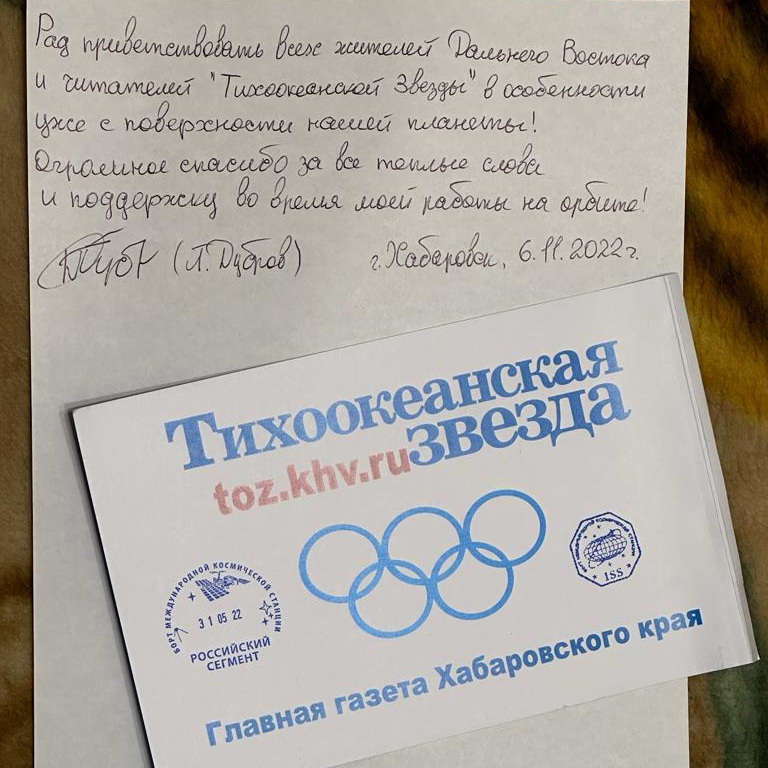 Рад приветствовать всех жителей Дальнего Востока
и читателей "Тихоокеанской Звезды" в особенности
уже с поверхности нашей планеты!
Огромное спасибо за все теплые слова
и поддержку во время моей работы на орбите!
(П. Дубров) г. Хабаровск, 6.11.2022г.
Тихоокеанская
звезда
toz.khv.ru
БОРТ МЕЖДУНАРОДНОЙ КОСМИЧЕСКОЙ СТАНЦИИ
31 05 22
РОССИЙСКИЙ
СЕГМЕНТ
ISS
Главная газета Хабаровского края